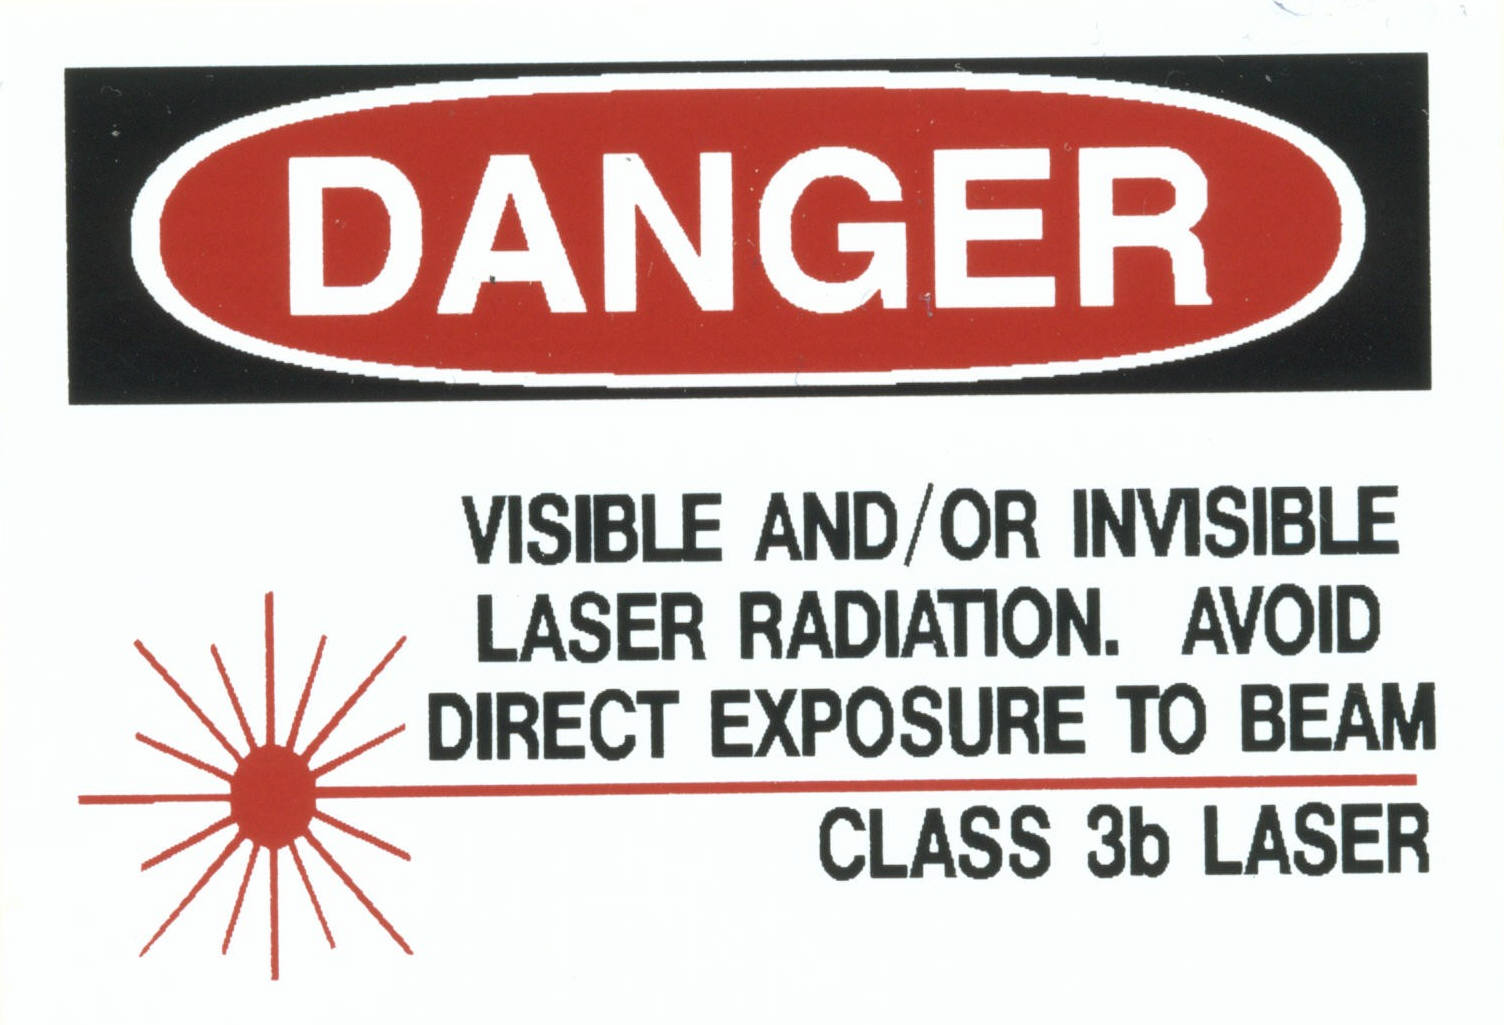 DANGER
VISIBLE AND/OR INVISIBLE
LASER RADIATION. AVOID
DIRECT EXPOSURE TO BEAM
CLASS 3b LASER